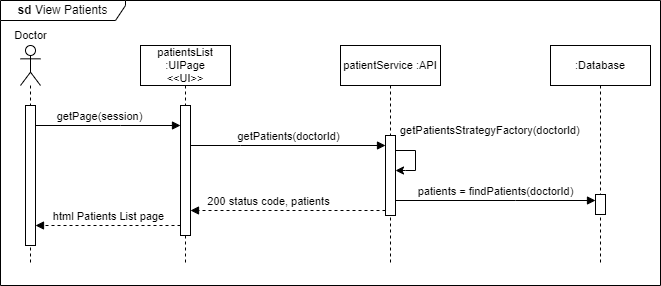 sd View Patients
Doctor
patientsList
:UIPage
<<UI>>
patientService :API
:Database
getPage(session)
getPatients(doctorId)
getPatientsStrategyFactory(doctorId)
patients = findPatients(doctorId)
200 status code, patients
html Patients List page